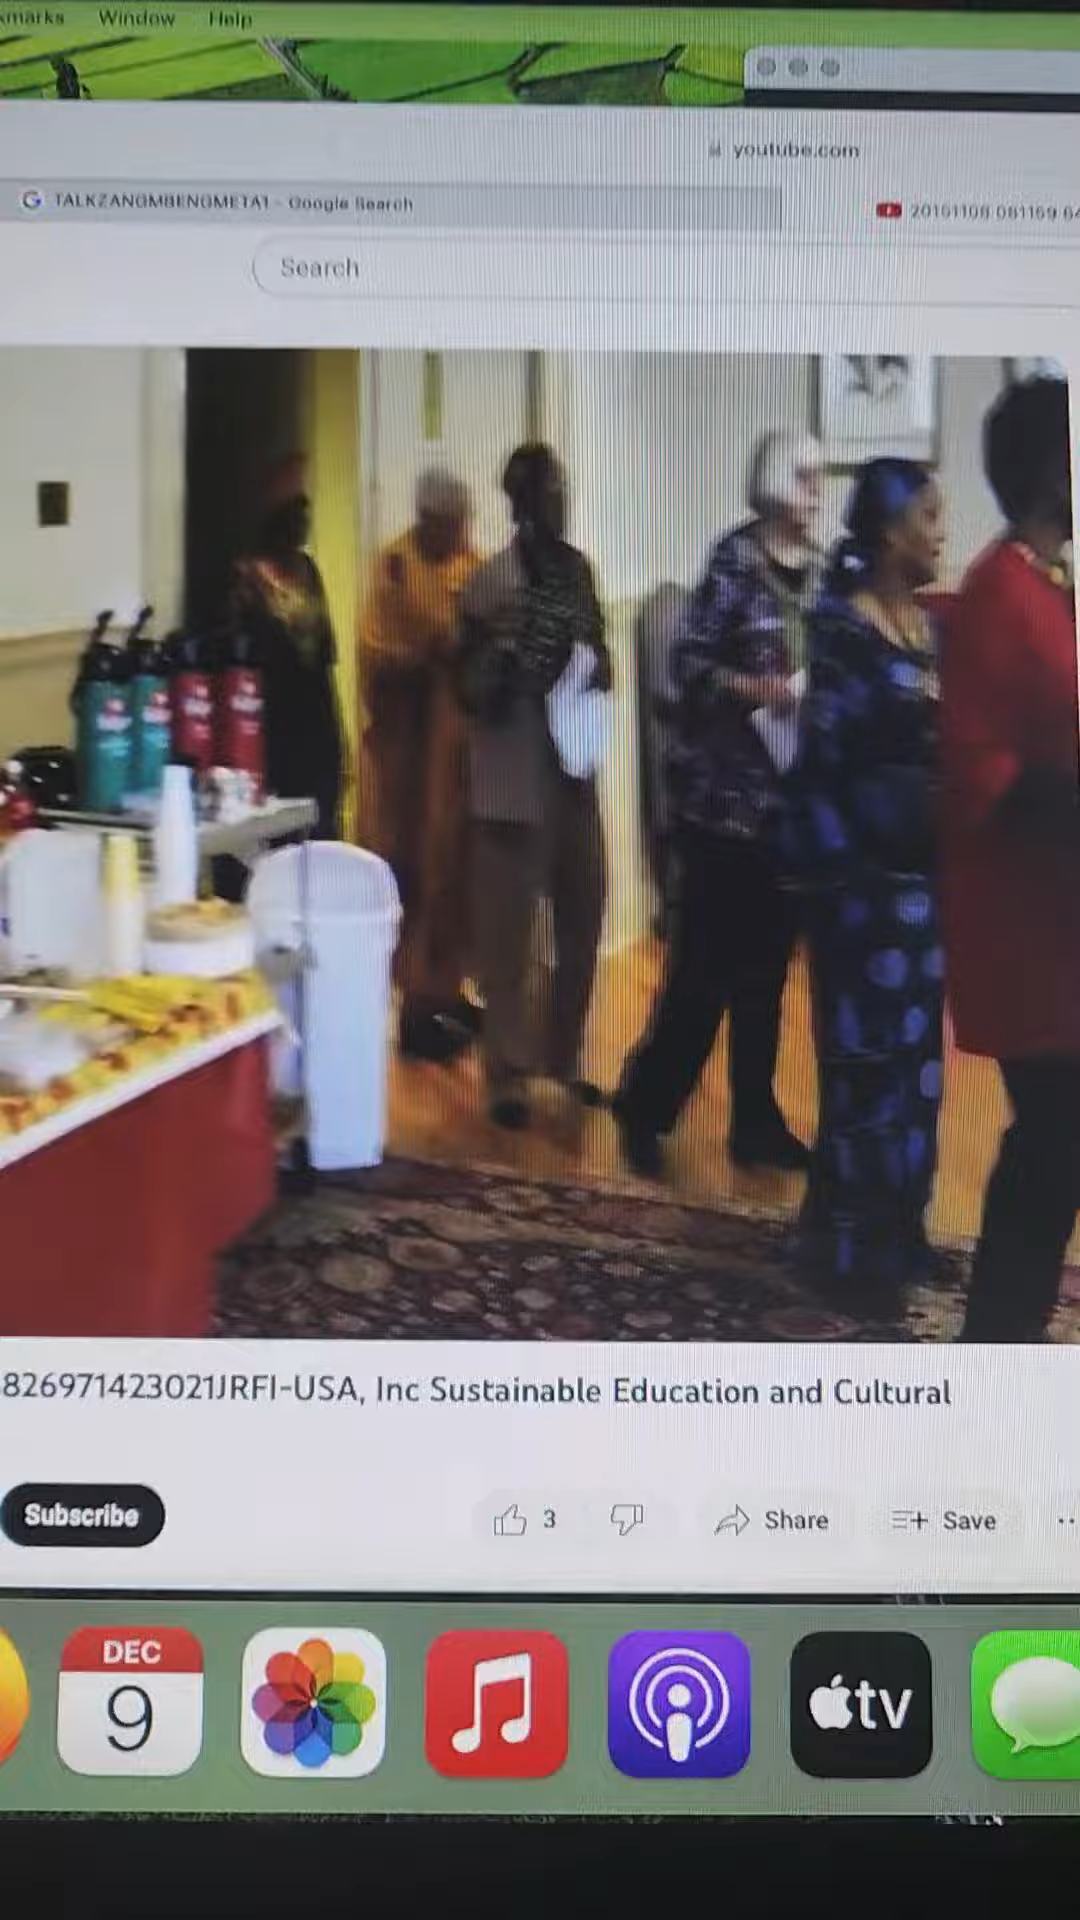 Window Help
youtube.com
TALKZANGMBENGMETA1 - Google Search
Search
826971423021JRFI-USA, Inc Sustainable Education and Cultural
Subscribe
3
Share
Save
DEC
9
tv